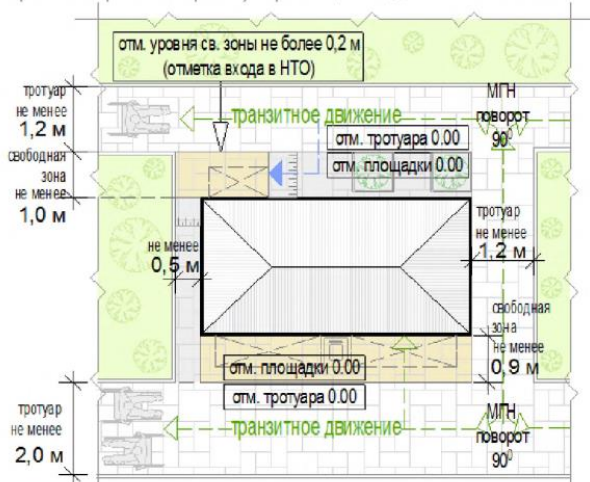 отм. уровня св. зоны не более 0,2 м
(отметка входа в НТО)
тротуар
не менее
1,2 м
транзитное движение
МГН
поворот
90⁰
отм. тротуара 0.00
отм. площадки 0.00
свободная
зона
не менее
1,0 м
не менее
0,5 м
тротуар
не менее
1,2 м
свободная
зона
не менее
0,9 м
отм. площадки 0.00
отм. тротуара 0.00
тротуар
не менее
2,0 м
транзитное движение
МГН
поворот
90⁰